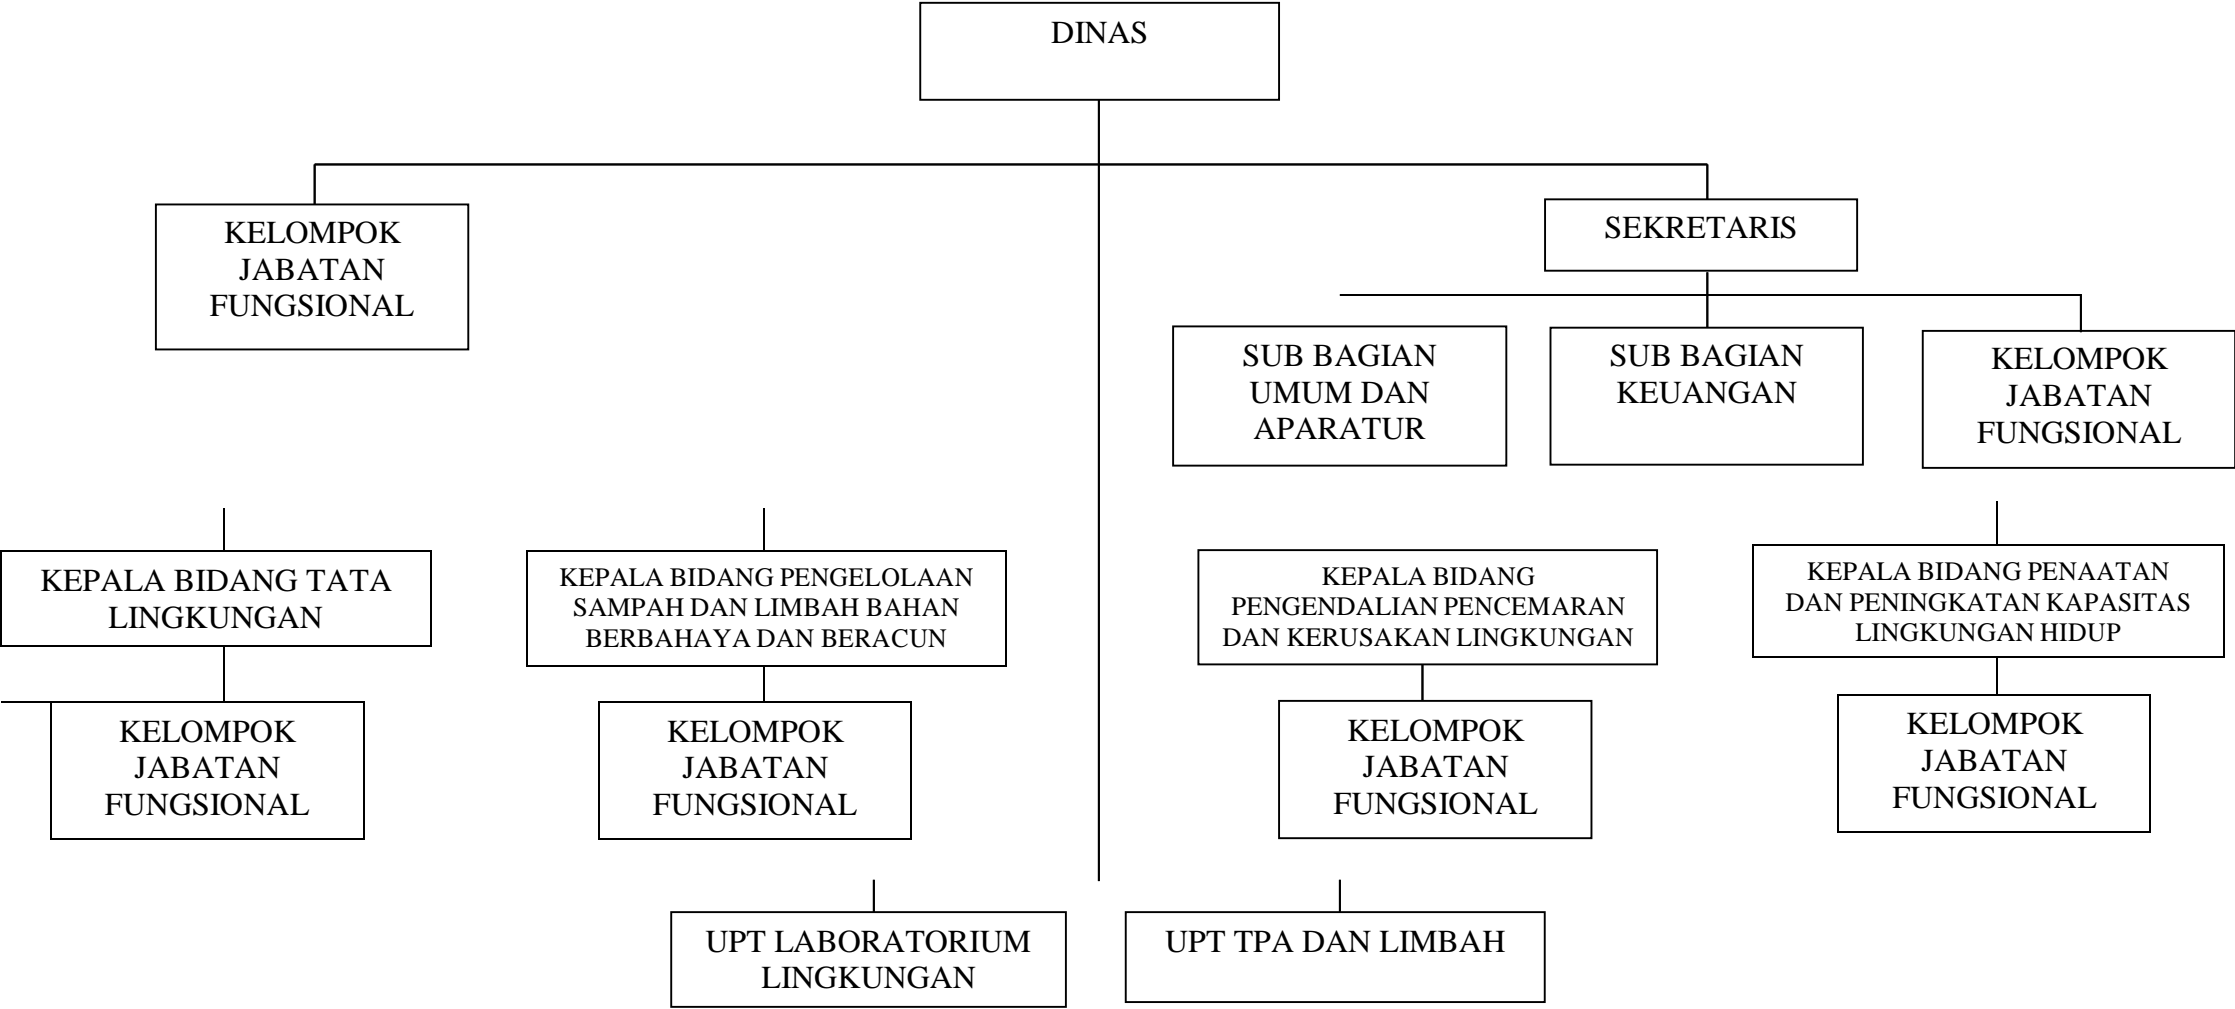 DINAS
KELOMPOK
JABATAN
FUNGSIONAL
SEKRETARIS
SUB BAGIAN
UMUM DAN
APARATUR
SUB BAGIAN
KEUANGAN
KELOMPOK
JABATAN
FUNGSIONAL
KEPALA BIDANG TATA
LINGKUNGAN
KEPALA BIDANG PENGELOLAAN
SAMPAH DAN LIMBAH BAHAN
BERBAHAYA DAN BERACUN
KEPALA BIDANG
PENGENDALIAN PENCEMARAN
DAN KERUSAKAN LINGKUNGAN
KEPALA BIDANG PENAATAN
DAN PENINGKATAN KAPASITAS
LINGKUNGAN HIDUP
KELOMPOK
JABATAN
FUNGSIONAL
KELOMPOK
JABATAN
FUNGSIONAL
KELOMPOK
JABATAN
FUNGSIONAL
KELOMPOK
JABATAN
FUNGSIONAL
UPT LABORATORIUM
LINGKUNGAN
UPT TPA DAN LIMBAH